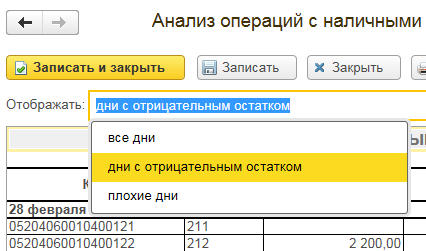 Анализ операций с наличными
Записать и закрыть
Записать
Закрыть
Отображать: дни с отрицательным остатком
все дни
дни с отрицательным остатком
плохие дни
28 февраля
05204060010400121 211
05204060010400122 212 2 200,00